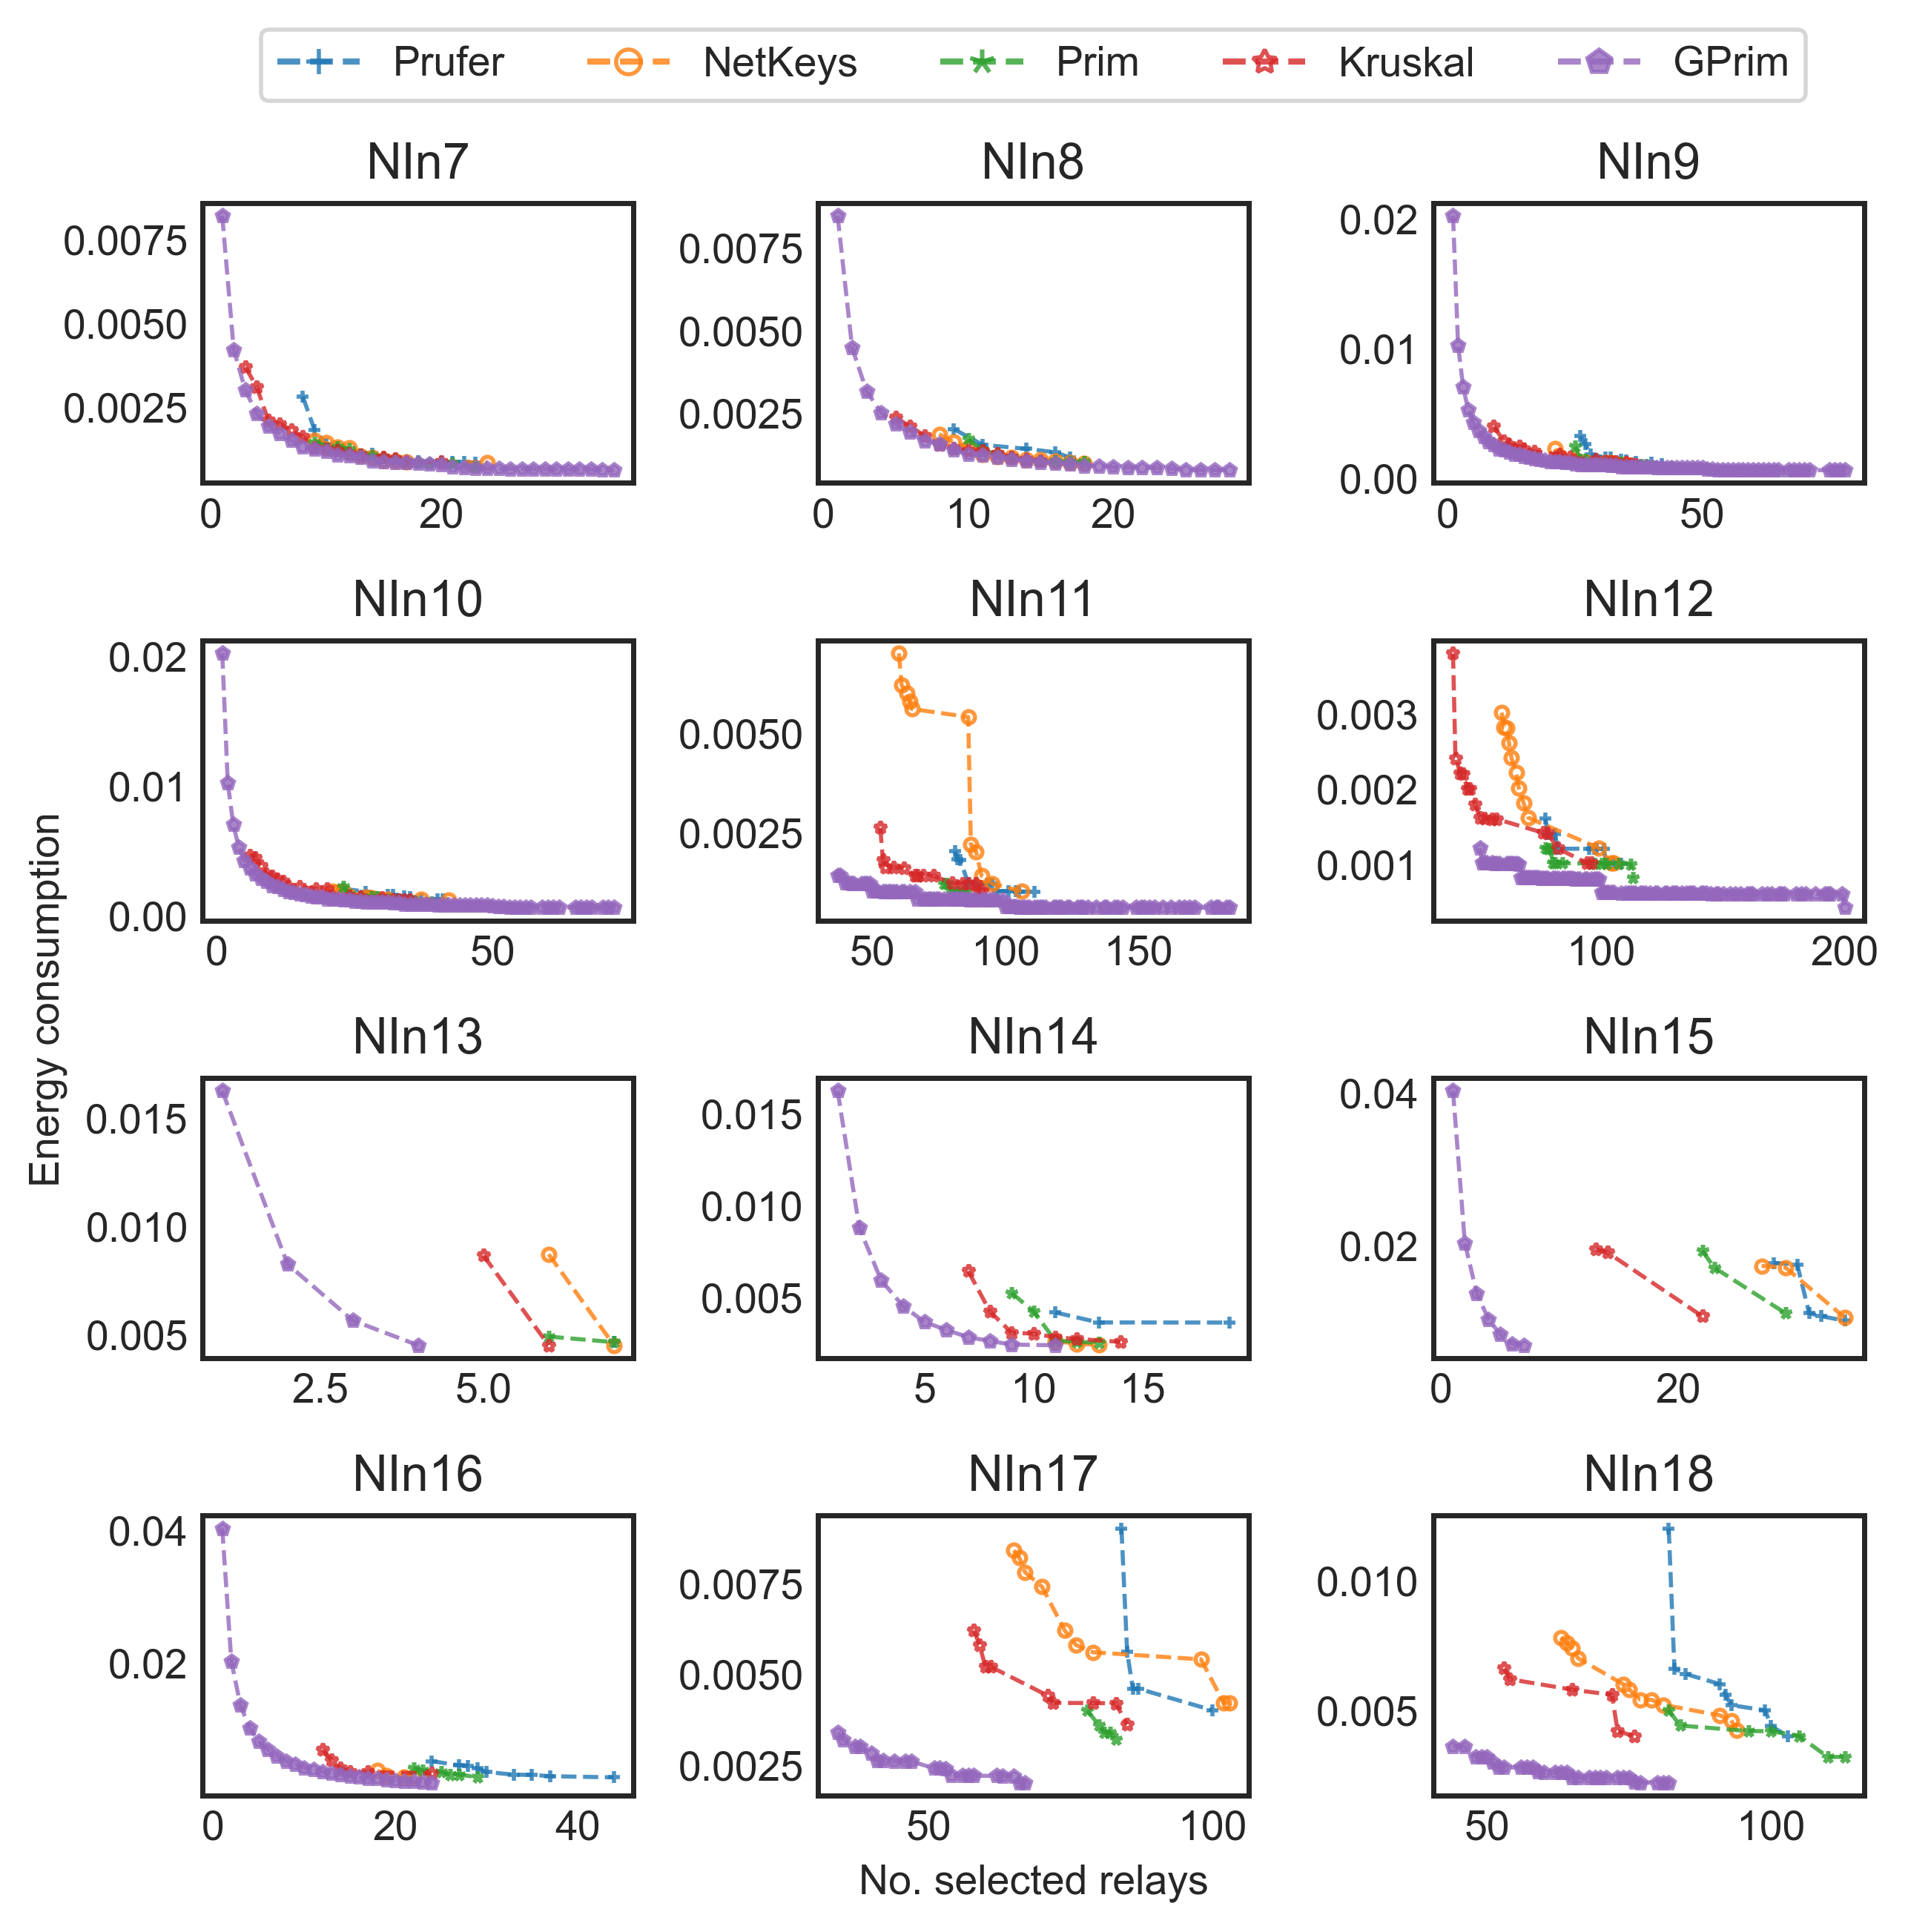 Prufer NetKeys Prim Kruskal GPrim
NIn7 NIn8 NIn9
0.0075 0.0075 0.02
0.0050 0.0050 0.01
0.0025 0.0025 0.00
0 20 0 10 20 0 50
NIn10 NIn11 NIn12
0.02 0.0050 0.003
0.01 0.0025 0.002
0.00 0.001
0 50 50 100 150 100 200
Energy consumption
NIn13 NIn14 NIn15
0.015 0.015 0.04
0.010 0.010 0.02
0.005 0.005
2.5 5.0 5 10 15 0 20
NIn16 NIn17 NIn18
0.04 0.0075 0.010
0.02 0.0050 0.005
0.0025
0 20 40 50 100 50 100
No. selected relays